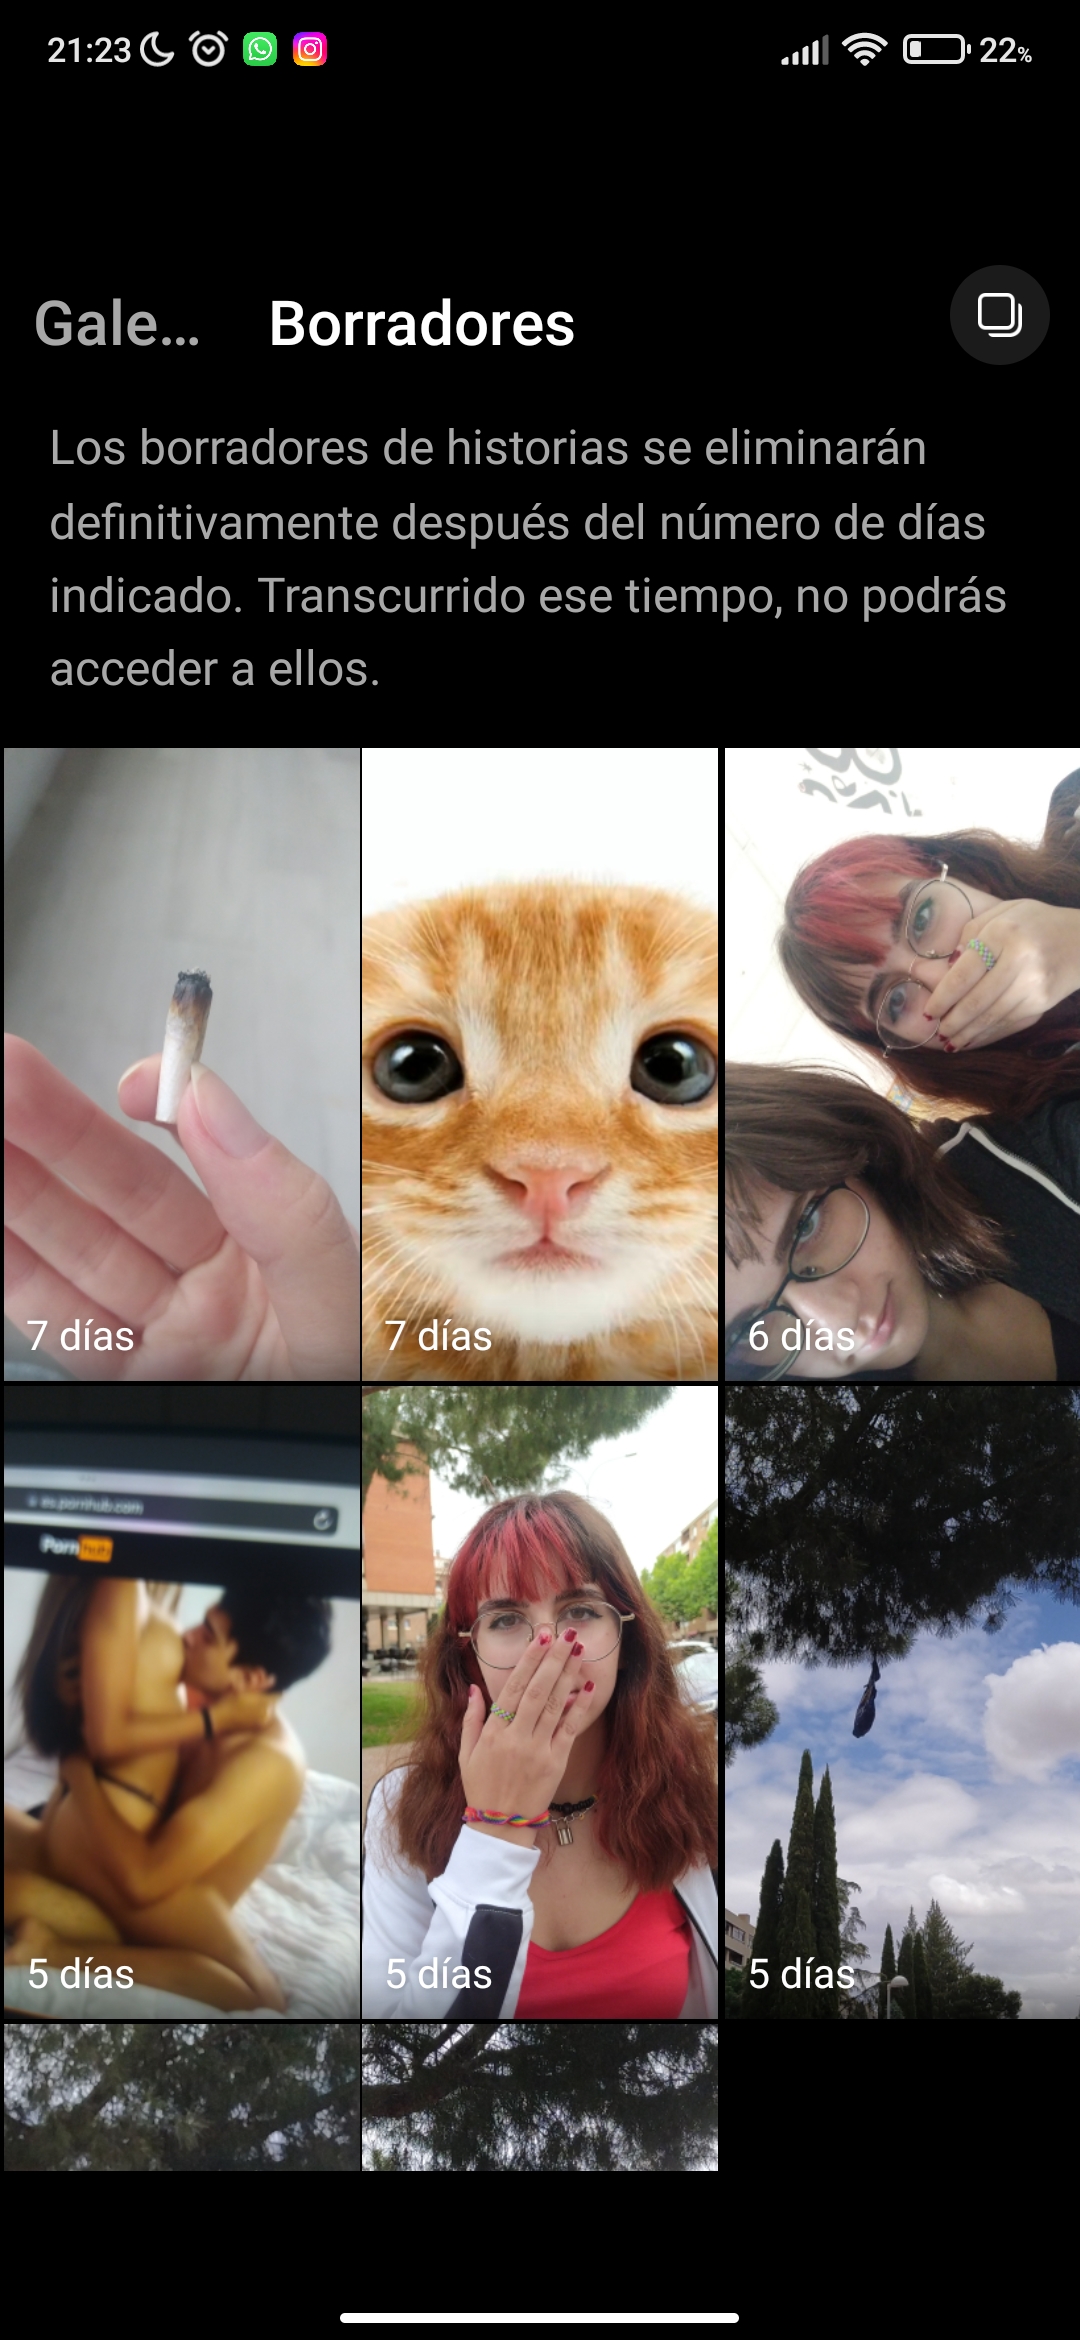 21:23
22%
Gale... Borradores
Los borradores de historias se eliminarán
definitivamente después del número de días
indicado. Transcurrido ese tiempo, no podrás
acceder a ellos.
7 días
7 días
6 días
es.pornhub.com
Porn hub
5 días
5 días
5 días